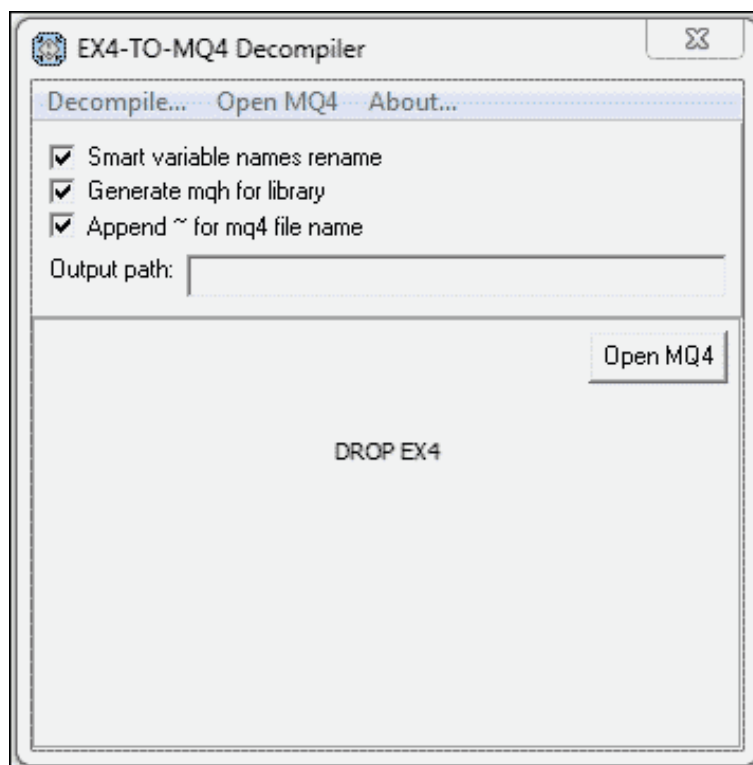 EX4-TO-MQ4 Decompiler
Decompile... Open MQ4 About...
Smart variable names rename
Generate mqh for library
Append ~ for mq4 file name
Output path:
Open MQ4
DROP EX4